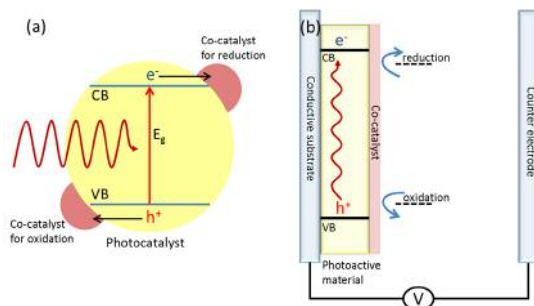 (a)
Co-catalyst
for reduction
e-
CB
Eg
VB
h+
Co-catalyst
for oxidation
Photocatalyst
(b)
Conductive substrate
e-
CB
h+
VB
Co-catalyst
reduction
oxidation
Counter electrode
Photoactive
material
V